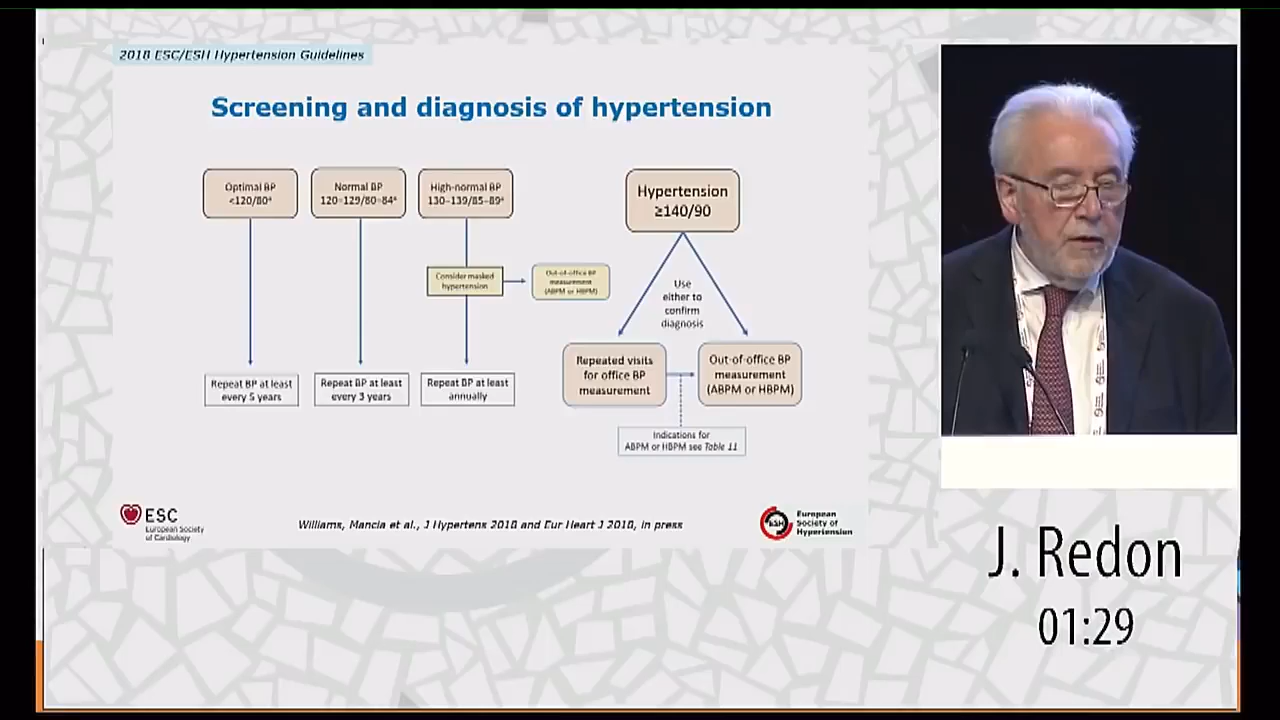 2018 ESC/ESH Hypertension Guidelines
Screening and diagnosis of hypertension
Optimal BP
<120/80ᵃ
Normal BP
120–129/80–84ᵃ
High-normal BP
130–139/85–89ᵃ
Hypertension
≥140/90
Consider masked
hypertension
Out-of-office BP
measurement
(ABPM or HBPM)
Use
either to
confirm
diagnosis
Repeated visits
for office BP
measurement
Out-of-office BP
measurement
(ABPM or HBPM)
Repeat BP at least
every 5 years
Repeat BP at least
every 3 years
Repeat BP at least
annually
Indications for
ABPM or HBPM see Table 11
ESC
European Society
of Cardiology
Williams, Mancia et al., J Hypertens 2018 and Eur Heart J 2018, in press
ESH
European
Society of
Hypertension
J. Redon
01:29